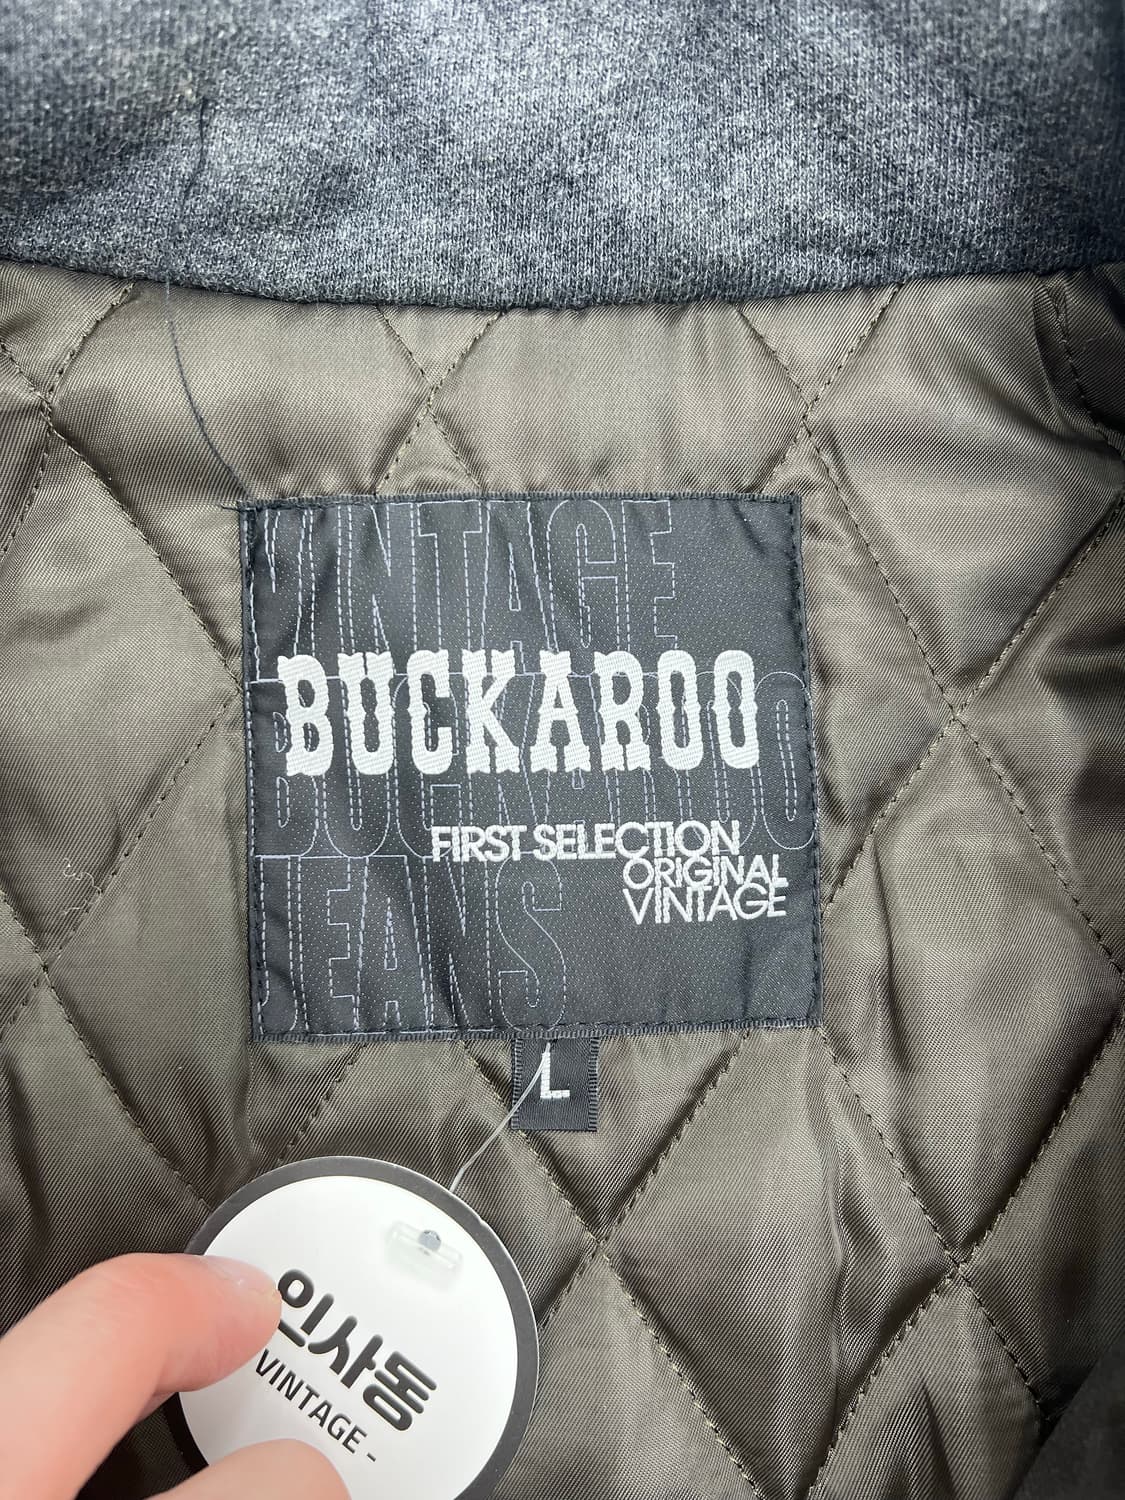 VINTAGE
BUCKAROO
BUCKAROO
FIRST SELECTION
ORIGINAL
VINTAGE
JEANS
L
인사동
VINTAGE -